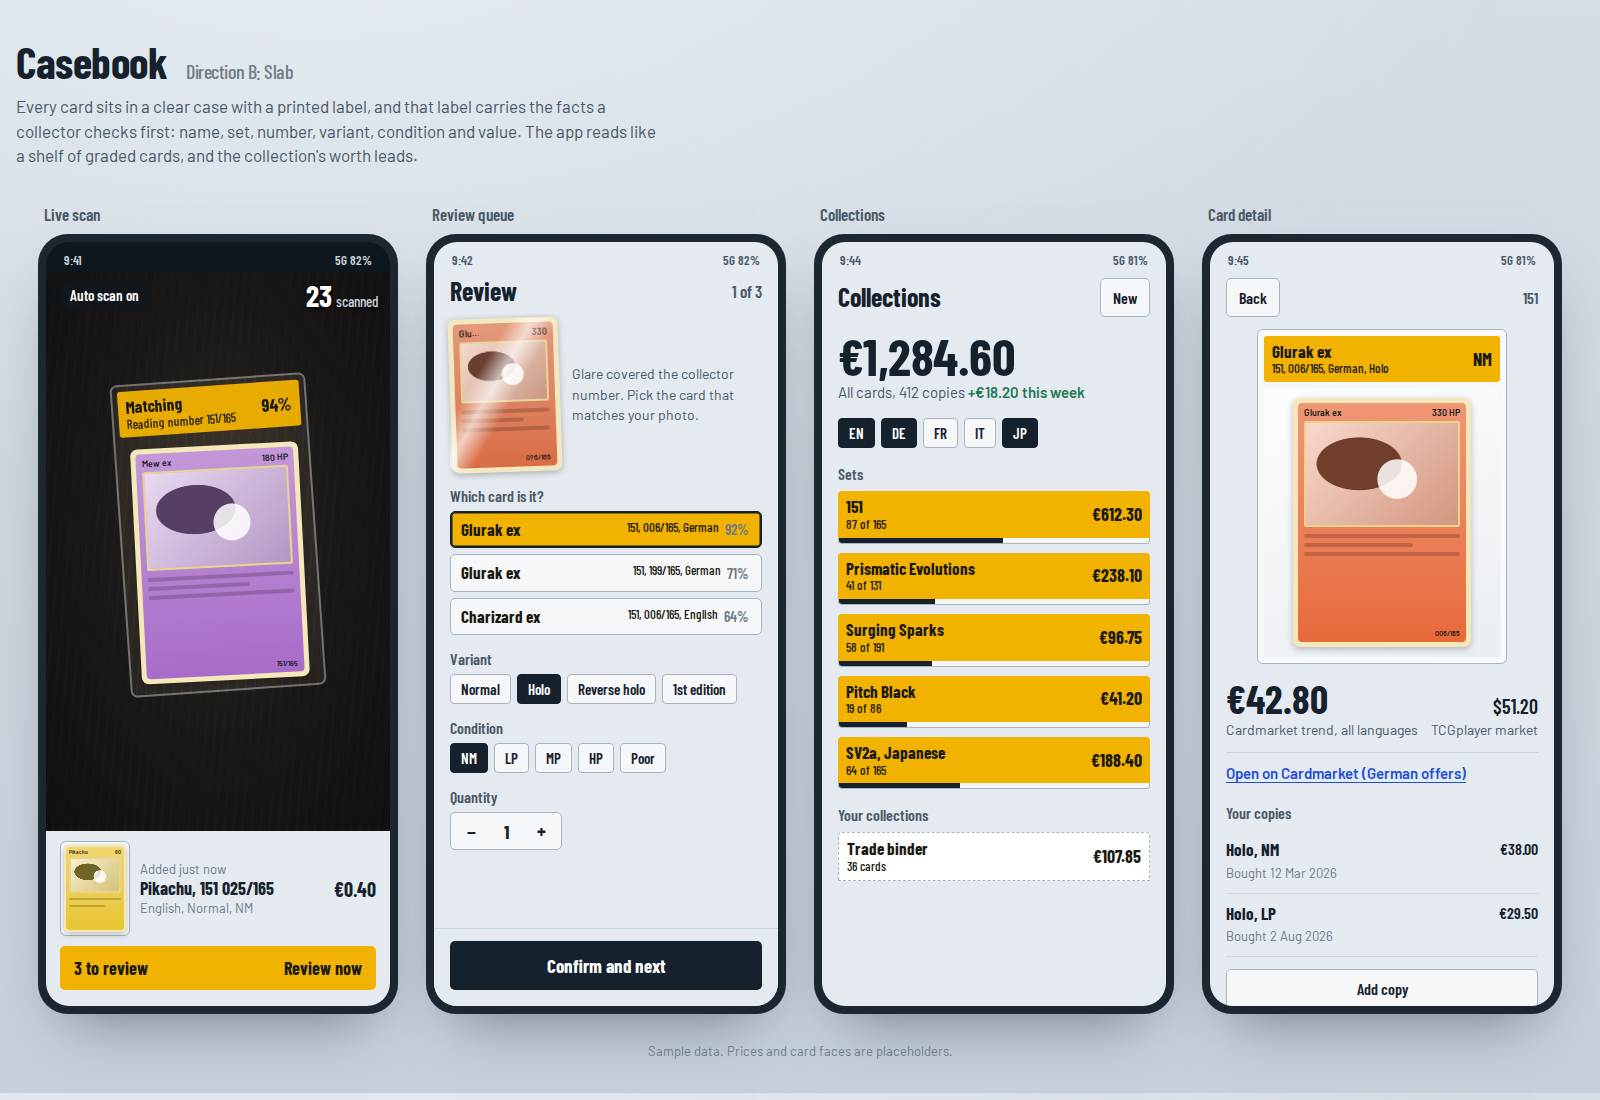 Casebook Direction B: Slab
Every card sits in a clear case with a printed label, and that label carries the facts a
collector checks first: name, set, number, variant, condition and value. The app reads like
a shelf of graded cards, and the collection's worth leads.
Live scan
9:41 5G 82%
Auto scan on 23 scanned
Matching 94%
Reading number 151/165
Mew ex 180 HP
151/165
Pikachu 60
Added just now
Pikachu, 151 025/165 €0.40
English, Normal, NM
3 to review Review now
Review queue
9:42 5G 82%
Review 1 of 3
Glu... 330
Glare covered the collector
number. Pick the card that
matches your photo.
0?6/165
Which card is it?
Glurak ex 151, 006/165, German 92%
Glurak ex 151, 199/165, German 71%
Charizard ex 151, 006/165, English 64%
Variant
Normal Holo Reverse holo 1st edition
Condition
NM LP MP HP Poor
Quantity
− 1 +
Confirm and next
Collections
9:44 5G 81%
Collections New
€1,284.60
All cards, 412 copies +€18.20 this week
EN DE FR IT JP
Sets
151 €612.30
87 of 165
Prismatic Evolutions €238.10
41 of 131
Surging Sparks €96.75
58 of 191
Pitch Black €41.20
19 of 86
SV2a, Japanese €188.40
64 of 165
Your collections
Trade binder €107.85
36 cards
Card detail
9:45 5G 81%
Back 151
Glurak ex NM
151, 006/165, German, Holo
Glurak ex 330 HP
006/165
€42.80 $51.20
Cardmarket trend, all languages TCGplayer market
Open on Cardmarket (German offers)
Your copies
Holo, NM €38.00
Bought 12 Mar 2026
Holo, LP €29.50
Bought 2 Aug 2026
Add copy
Sample data. Prices and card faces are placeholders.